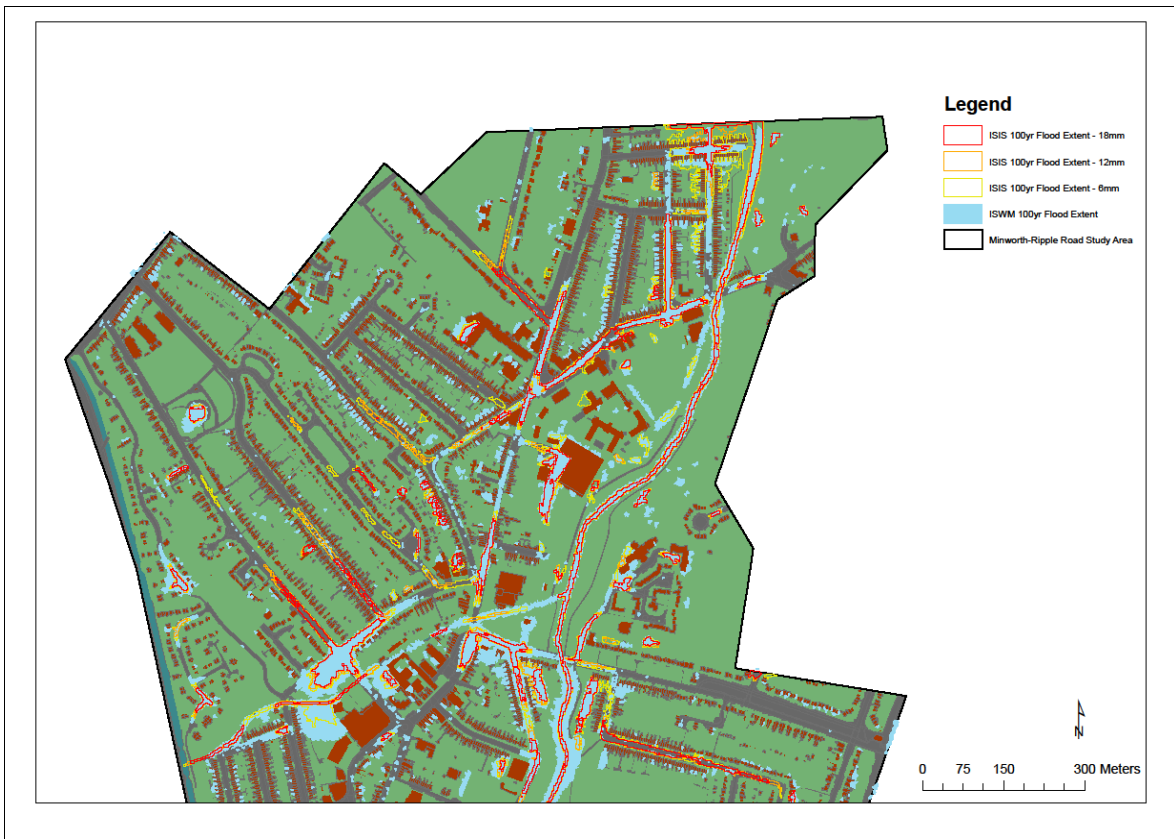 Legend
ISIS 100yr Flood Extent - 18mm
ISIS 100yr Flood Extent - 12mm
ISIS 100yr Flood Extent - 6mm
ISWM 100yr Flood Extent
Minworth-Ripple Road Study Area
N
0 75 150 300 Meters